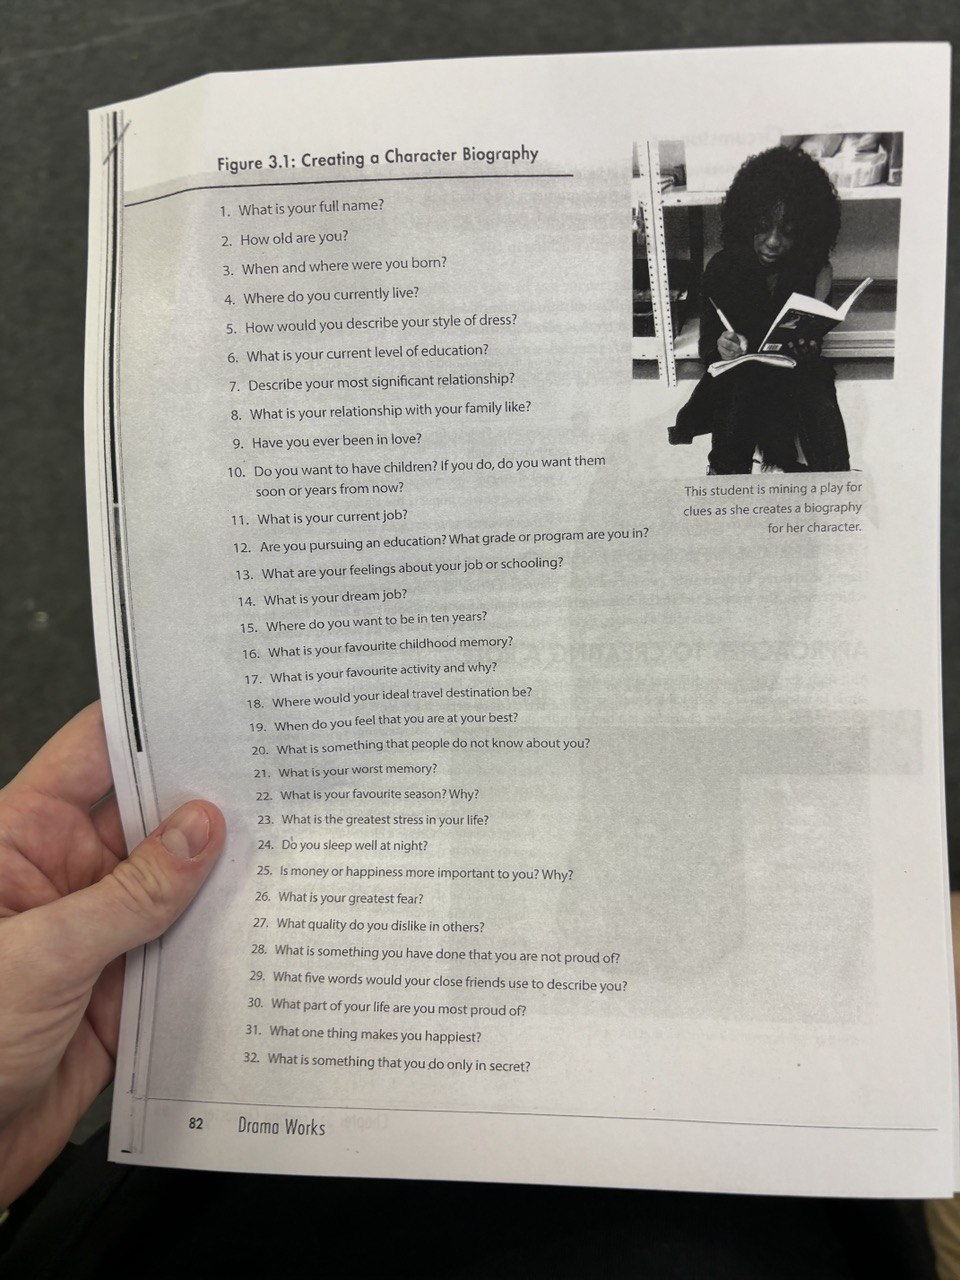 Figure 3.1: Creating a Character Biography
1. What is your full name?
2. How old are you?
3. When and where were you born?
4. Where do you currently live?
5. How would you describe your style of dress?
6. What is your current level of education?
7. Describe your most significant relationship?
8. What is your relationship with your family like?
9. Have you ever been in love?
10. Do you want to have children? If you do, do you want them
soon or years from now?
11. What is your current job?
12. Are you pursuing an education? What grade or program are you in?
13. What are your feelings about your job or schooling?
14. What is your dream job?
15. Where do you want to be in ten years?
16. What is your favourite childhood memory?
17. What is your favourite activity and why?
18. Where would your ideal travel destination be?
19. When do you feel that you are at your best?
20. What is something that people do not know about you?
21. What is your worst memory?
22. What is your favourite season? Why?
23. What is the greatest stress in your life?
24. Do you sleep well at night?
25. Is money or happiness more important to you? Why?
26. What is your greatest fear?
27. What quality do you dislike in others?
28. What is something you have done that you are not proud of?
29. What five words would your close friends use to describe you?
30. What part of your life are you most proud of?
31. What one thing makes you happiest?
32. What is something that you do only in secret?
This student is mining a play for
clues as she creates a biography
for her character.
82 Drama Works